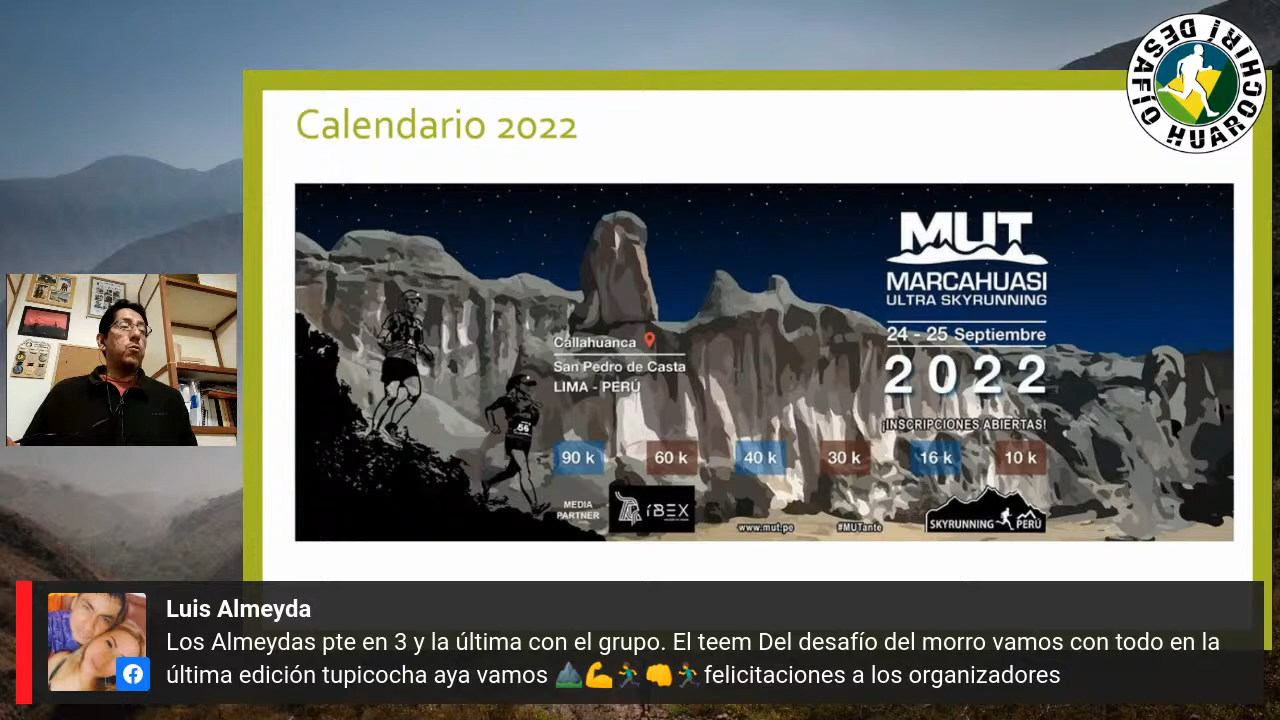 DESAFÍO HUAROCHIRÍ
Calendario 2022
MUT
MARCAHUASI
ULTRA SKYRUNNING
24 - 25 Septiembre
2022
¡INSCRIPCIONES ABIERTAS!
Callahuanca
San Pedro de Casta
LIMA - PERÚ
56
90 k 60 k 40 k 30 k 16 k 10 k
MEDIA
PARTNER
IBEX
www.mut.pe #MUTante
SKYRUNNING PERÚ
Luis Almeyda
Los Almeydas pte en 3 y la última con el grupo. El teem Del desafío del morro vamos con todo en la
última edición tupicocha aya vamos ⛰️💪🏃‍♂️👊🏃‍♂️felicitaciones a los organizadores